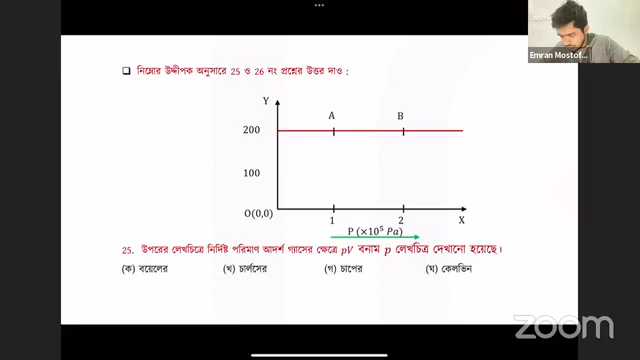 ❑ নিম্নোর উদ্দীপক অনুসারে 25 ও 26 নং প্রশ্নের উত্তর দাও :
Y
A B
200
100
O(0,0)
1 2 X
P (×10⁵ Pa)
25. উপরের লেখচিত্রে নির্দিষ্ট পরিমাণ আদর্শ গ্যাসের ক্ষেত্রে pV বনাম p লেখচিত্র দেখানো হয়েছে।
(ক) বয়েলের (খ) চার্লসের (গ) চাপের (ঘ) কেলভিন
Emran Mostof...
zoom